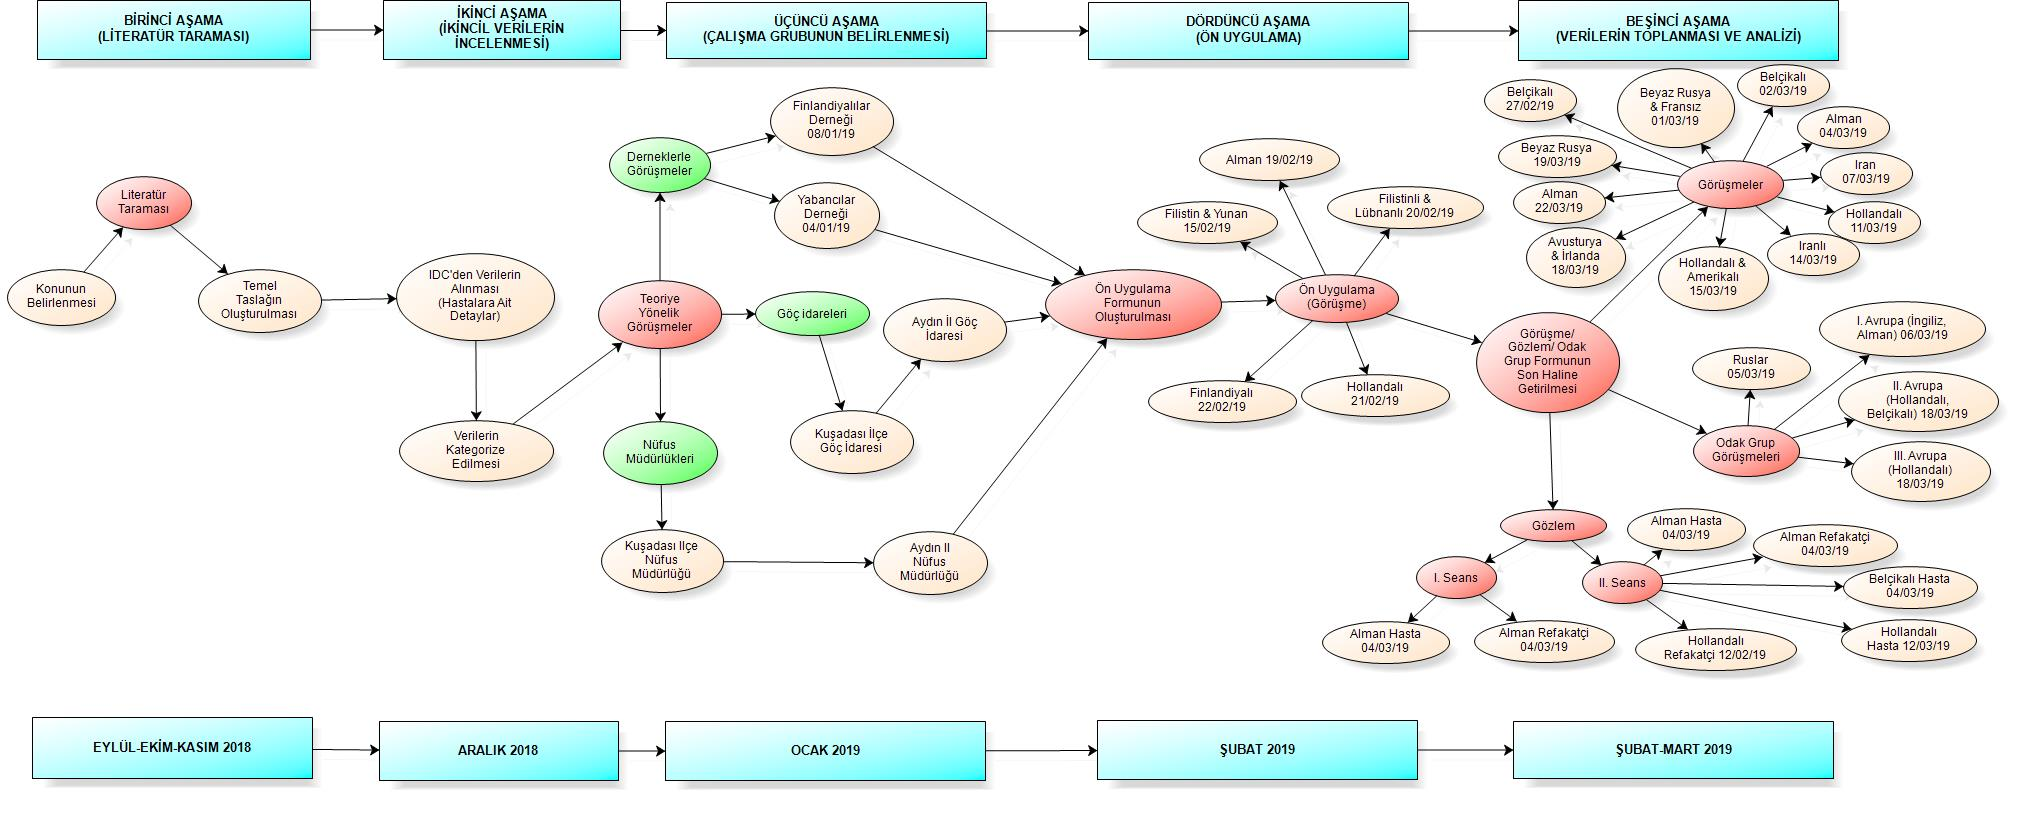 BİRİNCİ AŞAMA
(LİTERATÜR TARAMASI)
İKİNCİ AŞAMA
(İKİNCİL VERİLERİN
İNCELENMESİ)
ÜÇÜNCÜ AŞAMA
(ÇALIŞMA GRUBUNUN BELİRLENMESİ)
DÖRDÜNCÜ AŞAMA
(ÖN UYGULAMA)
BEŞİNCİ AŞAMA
(VERİLERİN TOPLANMASI VE ANALİZİ)
Konunun
Belirlenmesi
Literatür
Taraması
Temel
Taslağın
Oluşturulması
IDC'den Verilerin
Alınması
(Hastalara Ait
Detaylar)
Verilerin
Kategorize
Edilmesi
Derneklerle
Görüşmeler
Finlandiyalılar
Derneği
08/01/19
Yabancılar
Derneği
04/01/19
Teoriye
Yönelik
Görüşmeler
Göç idareleri
Kuşadası İlçe
Göç İdaresi
Aydın İl Göç
İdaresi
Nüfus
Müdürlükleri
Kuşadası İlçe
Nüfus
Müdürlüğü
Aydın İl
Nüfus
Müdürlüğü
Ön Uygulama
Formunun
Oluşturulması
Ön Uygulama
(Görüşme)
Alman 19/02/19
Filistin & Yunan
15/02/19
Filistinli &
Lübnanlı 20/02/19
Finlandiyalı
22/02/19
Hollandalı
21/02/19
Görüşme/
Gözlem/ Odak
Grup Formunun
Son Haline
Getirilmesi
Görüşmeler
Belçikalı
27/02/19
Beyaz Rusya
& Fransız
01/03/19
Belçikalı
02/03/19
Alman
04/03/19
Iran
07/03/19
Hollandalı
11/03/19
Iranlı
14/03/19
Hollandalı &
Amerikalı
15/03/19
Avusturya
& İrlanda
18/03/19
Alman
22/03/19
Beyaz Rusya
19/03/19
Odak Grup
Görüşmeleri
Ruslar
05/03/19
I. Avrupa (İngiliz,
Alman) 06/03/19
II. Avrupa
(Hollandalı,
Belçikalı) 18/03/19
III. Avrupa
(Hollandalı)
18/03/19
Gözlem
I. Seans
Alman Hasta
04/03/19
Alman Refakatçi
04/03/19
II. Seans
Alman Hasta
04/03/19
Alman Refakatçi
04/03/19
Belçikalı Hasta
04/03/19
Hollandalı
Hasta 12/03/19
Hollandalı
Refakatçi 12/02/19
EYLÜL-EKİM-KASIM 2018
ARALIK 2018
OCAK 2019
ŞUBAT 2019
ŞUBAT-MART 2019